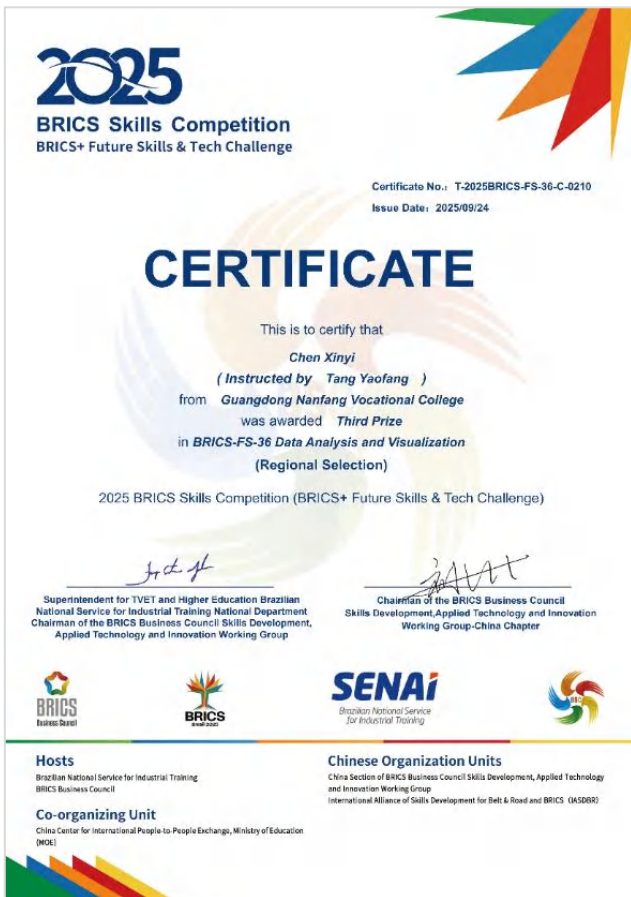 2025
BRICS Skills Competition
BRICS+ Future Skills & Tech Challenge
Certificate No.: T-2025BRICS-FS-36-C-0210
Issue Date: 2025/09/24
CERTIFICATE
This is to certify that
Chen Xinyi
( Instructed by Tang Yaofang )
from Guangdong Nanfang Vocational College
was awarded Third Prize
in BRICS-FS-36 Data Analysis and Visualization
(Regional Selection)
2025 BRICS Skills Competition (BRICS+ Future Skills & Tech Challenge)
Superintendent for TVET and Higher Education Brazilian
National Service for Industrial Training National Department
Chairman of the BRICS Business Council Skills Development,
Applied Technology and Innovation Working Group
Chairman of the BRICS Business Council
Skills Development,Applied Technology and Innovation
Working Group-China Chapter
BRICS
Business Council
BRICS
Brasil 2025
SENAI
Brazilian National Service
for Industrial Training
Hosts
Brazilian National Service for Industrial Training
BRICS Business Council
Co-organizing Unit
China Center for International People-to-People Exchange, Ministry of Education
(MOE)
Chinese Organization Units
China Section of BRICS Business Council Skills Development, Applied Technology
and Innovation Working Group
International Alliance of Skills Development for Belt & Road and BRICS (IASDBR)